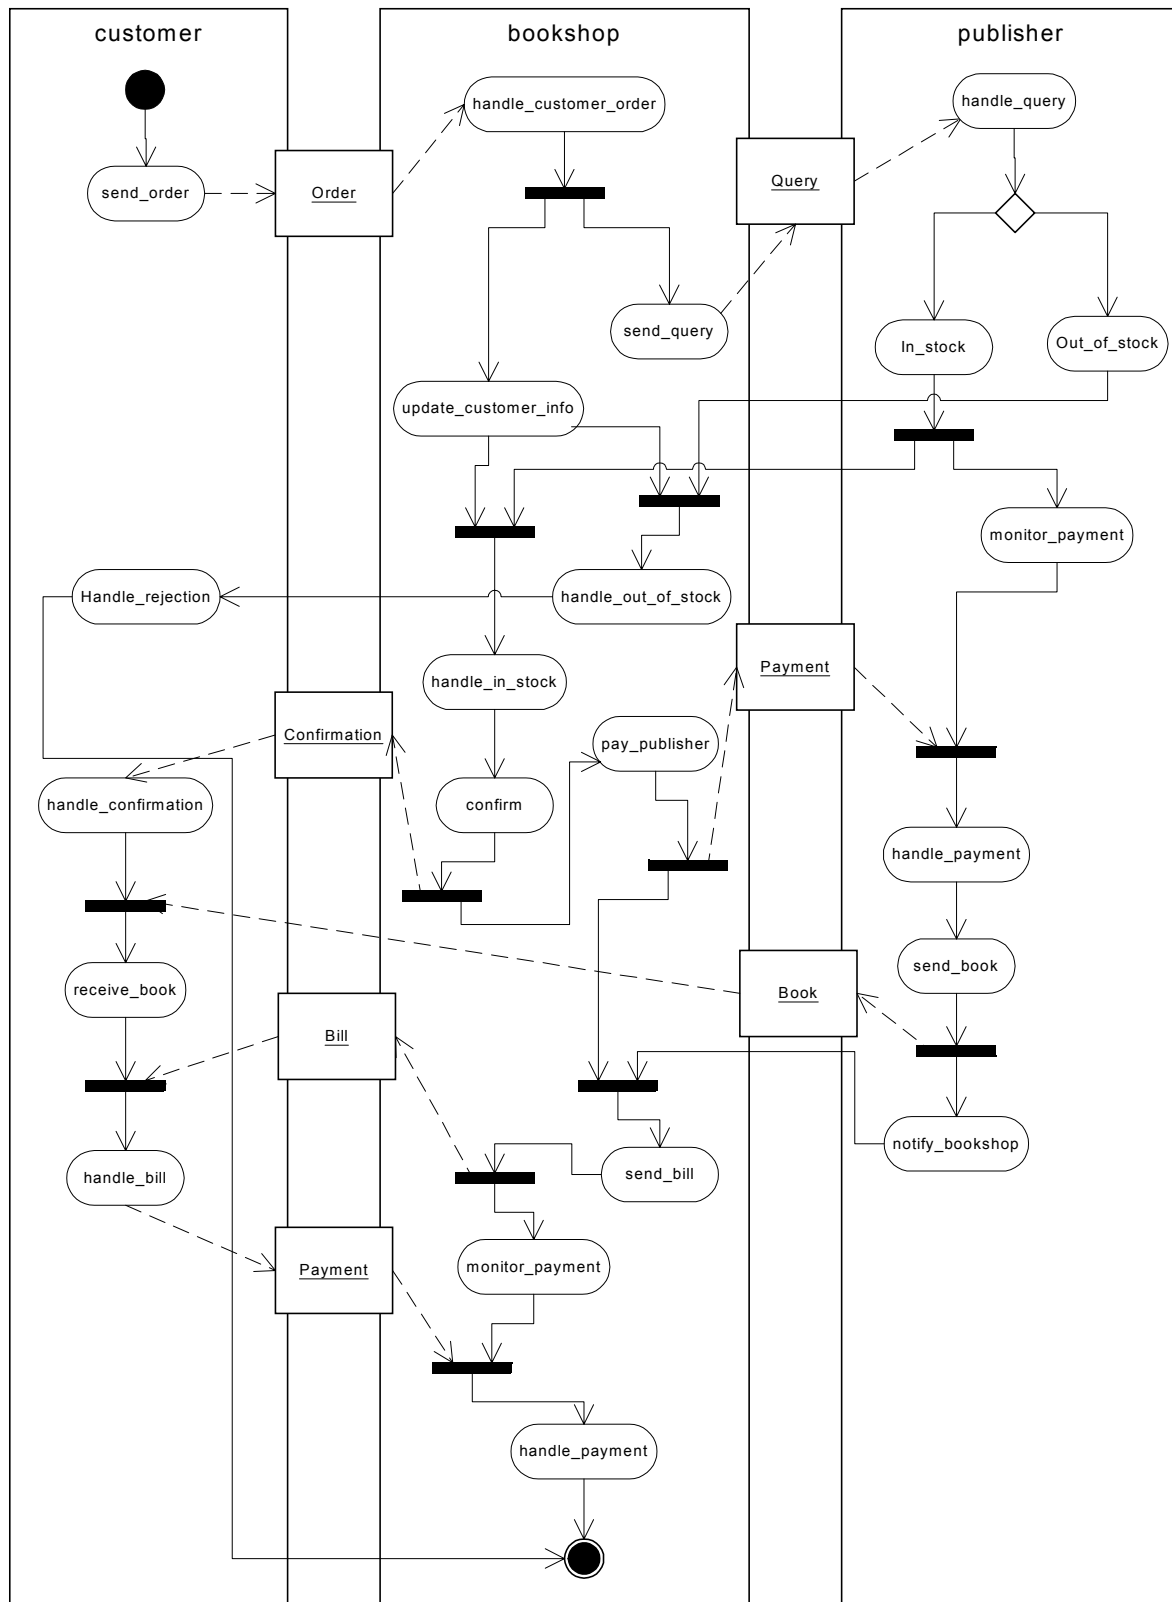 customer
bookshop
publisher
handle_customer_order
handle_query
send_order
Order
Query
send_query
In_stock
Out_of_stock
update_customer_info
monitor_payment
Handle_rejection
handle_out_of_stock
handle_in_stock
Payment
Confirmation
pay_publisher
handle_confirmation
confirm
handle_payment
send_book
receive_book
Book
Bill
notify_bookshop
handle_bill
send_bill
Payment
monitor_payment
handle_payment